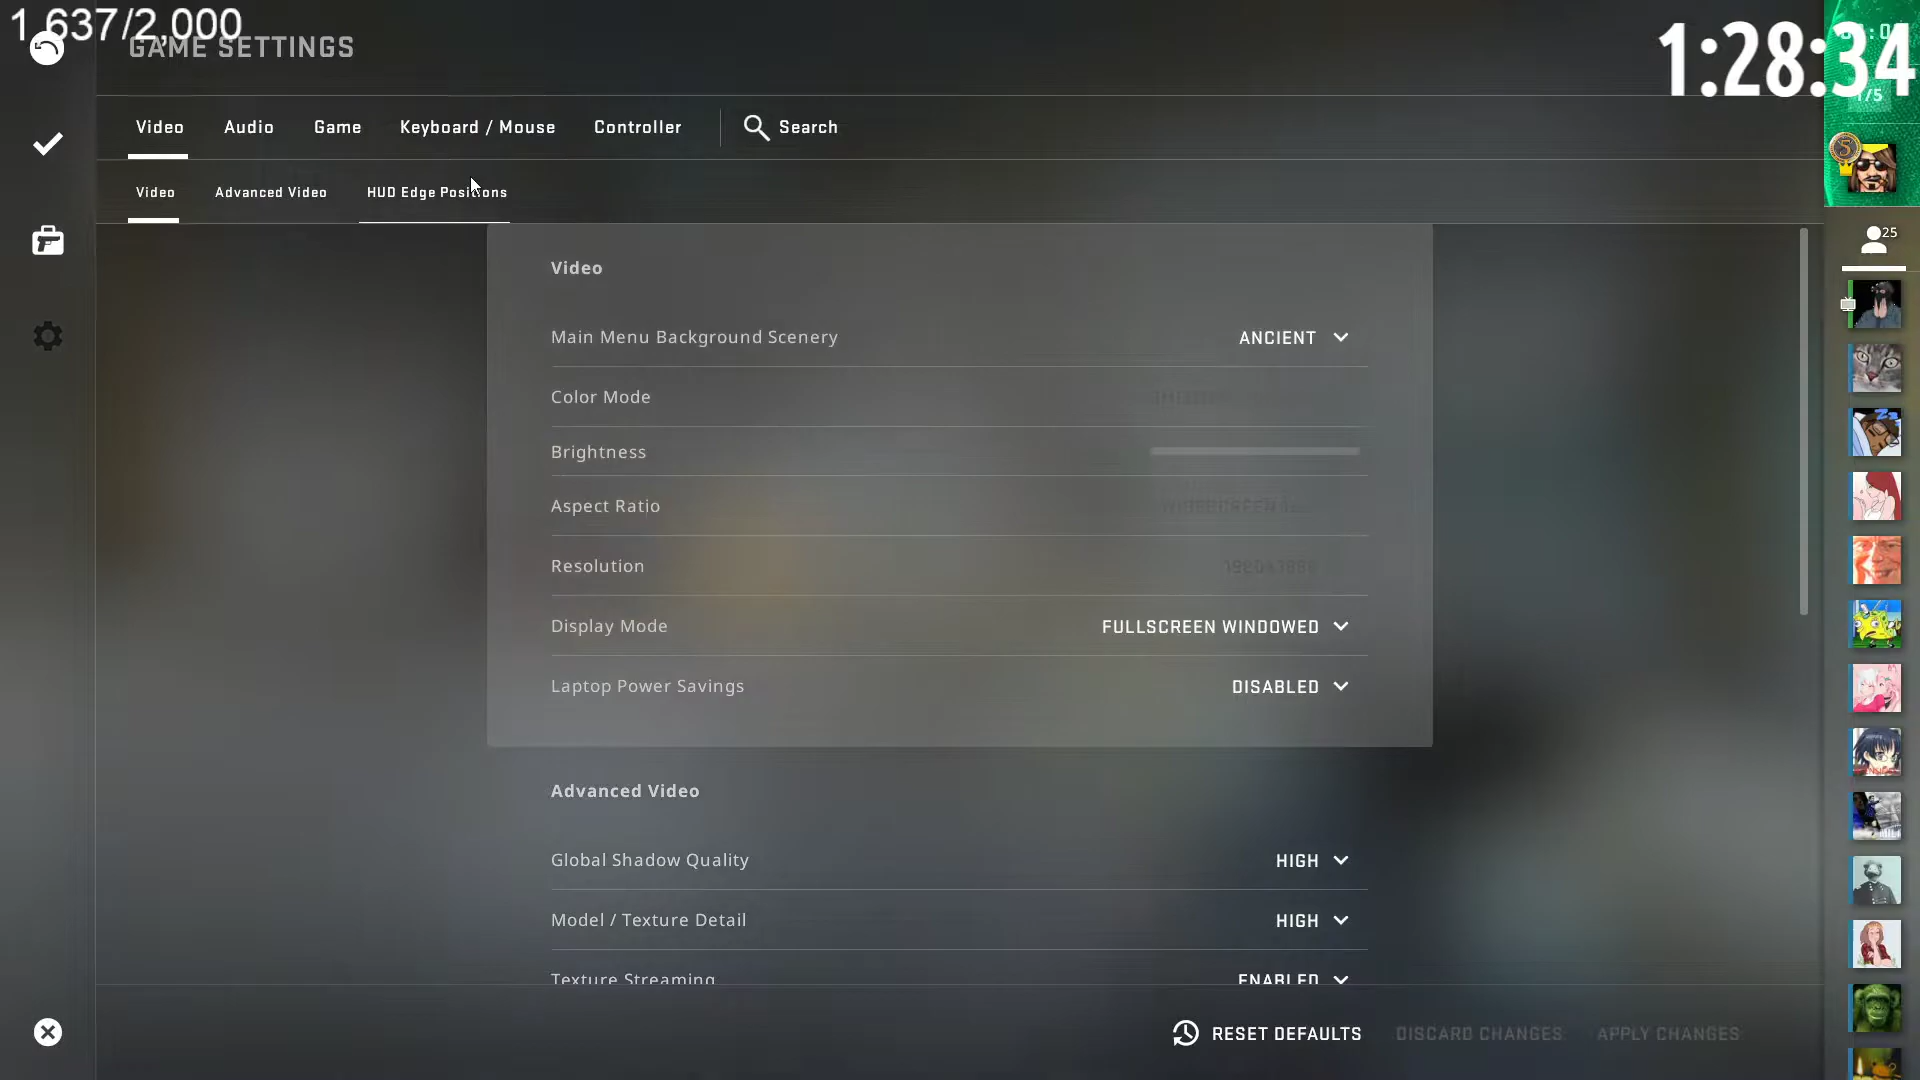 1,637/2,000
1:28:34
GAME SETTINGS
1/5
Video Audio Game Keyboard / Mouse Controller Search
Video Advanced Video HUD Edge Positions
25
Video
Main Menu Background Scenery ANCIENT
Color Mode
Brightness
Aspect Ratio
Resolution
Display Mode FULLSCREEN WINDOWED
Laptop Power Savings DISABLED
Advanced Video
Global Shadow Quality HIGH
Model / Texture Detail HIGH
Texture Streaming ENABLED
RESET DEFAULTS DISCARD CHANGES APPLY CHANGES